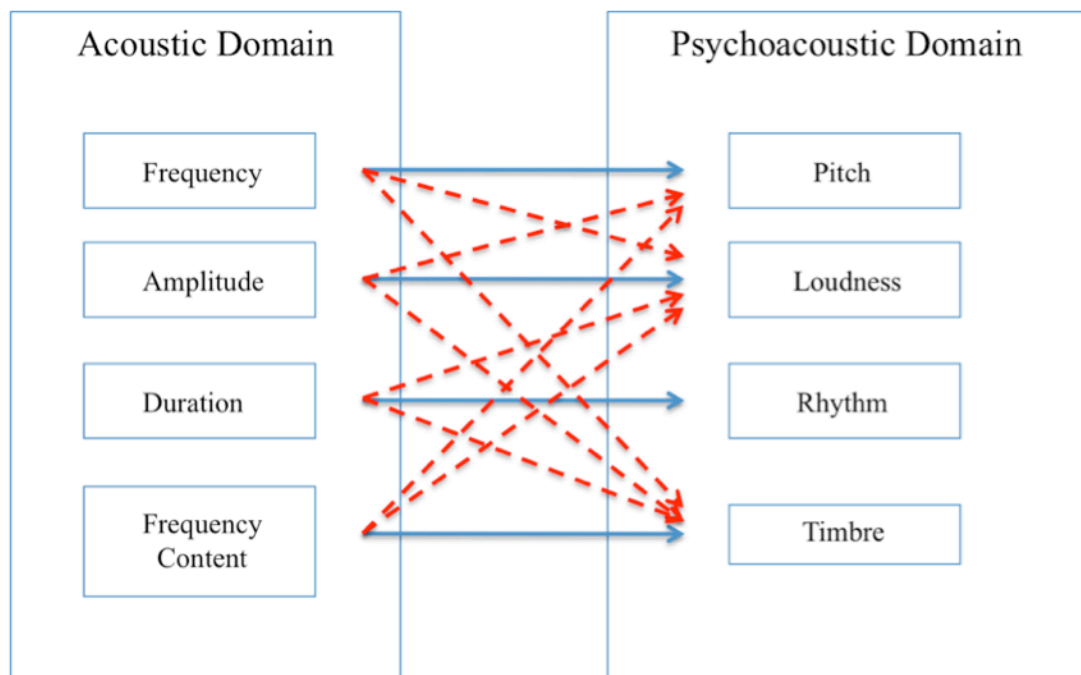 Acoustic Domain
Psychoacoustic Domain
Frequency
Pitch
Amplitude
Loudness
Duration
Rhythm
Frequency
Content
Timbre